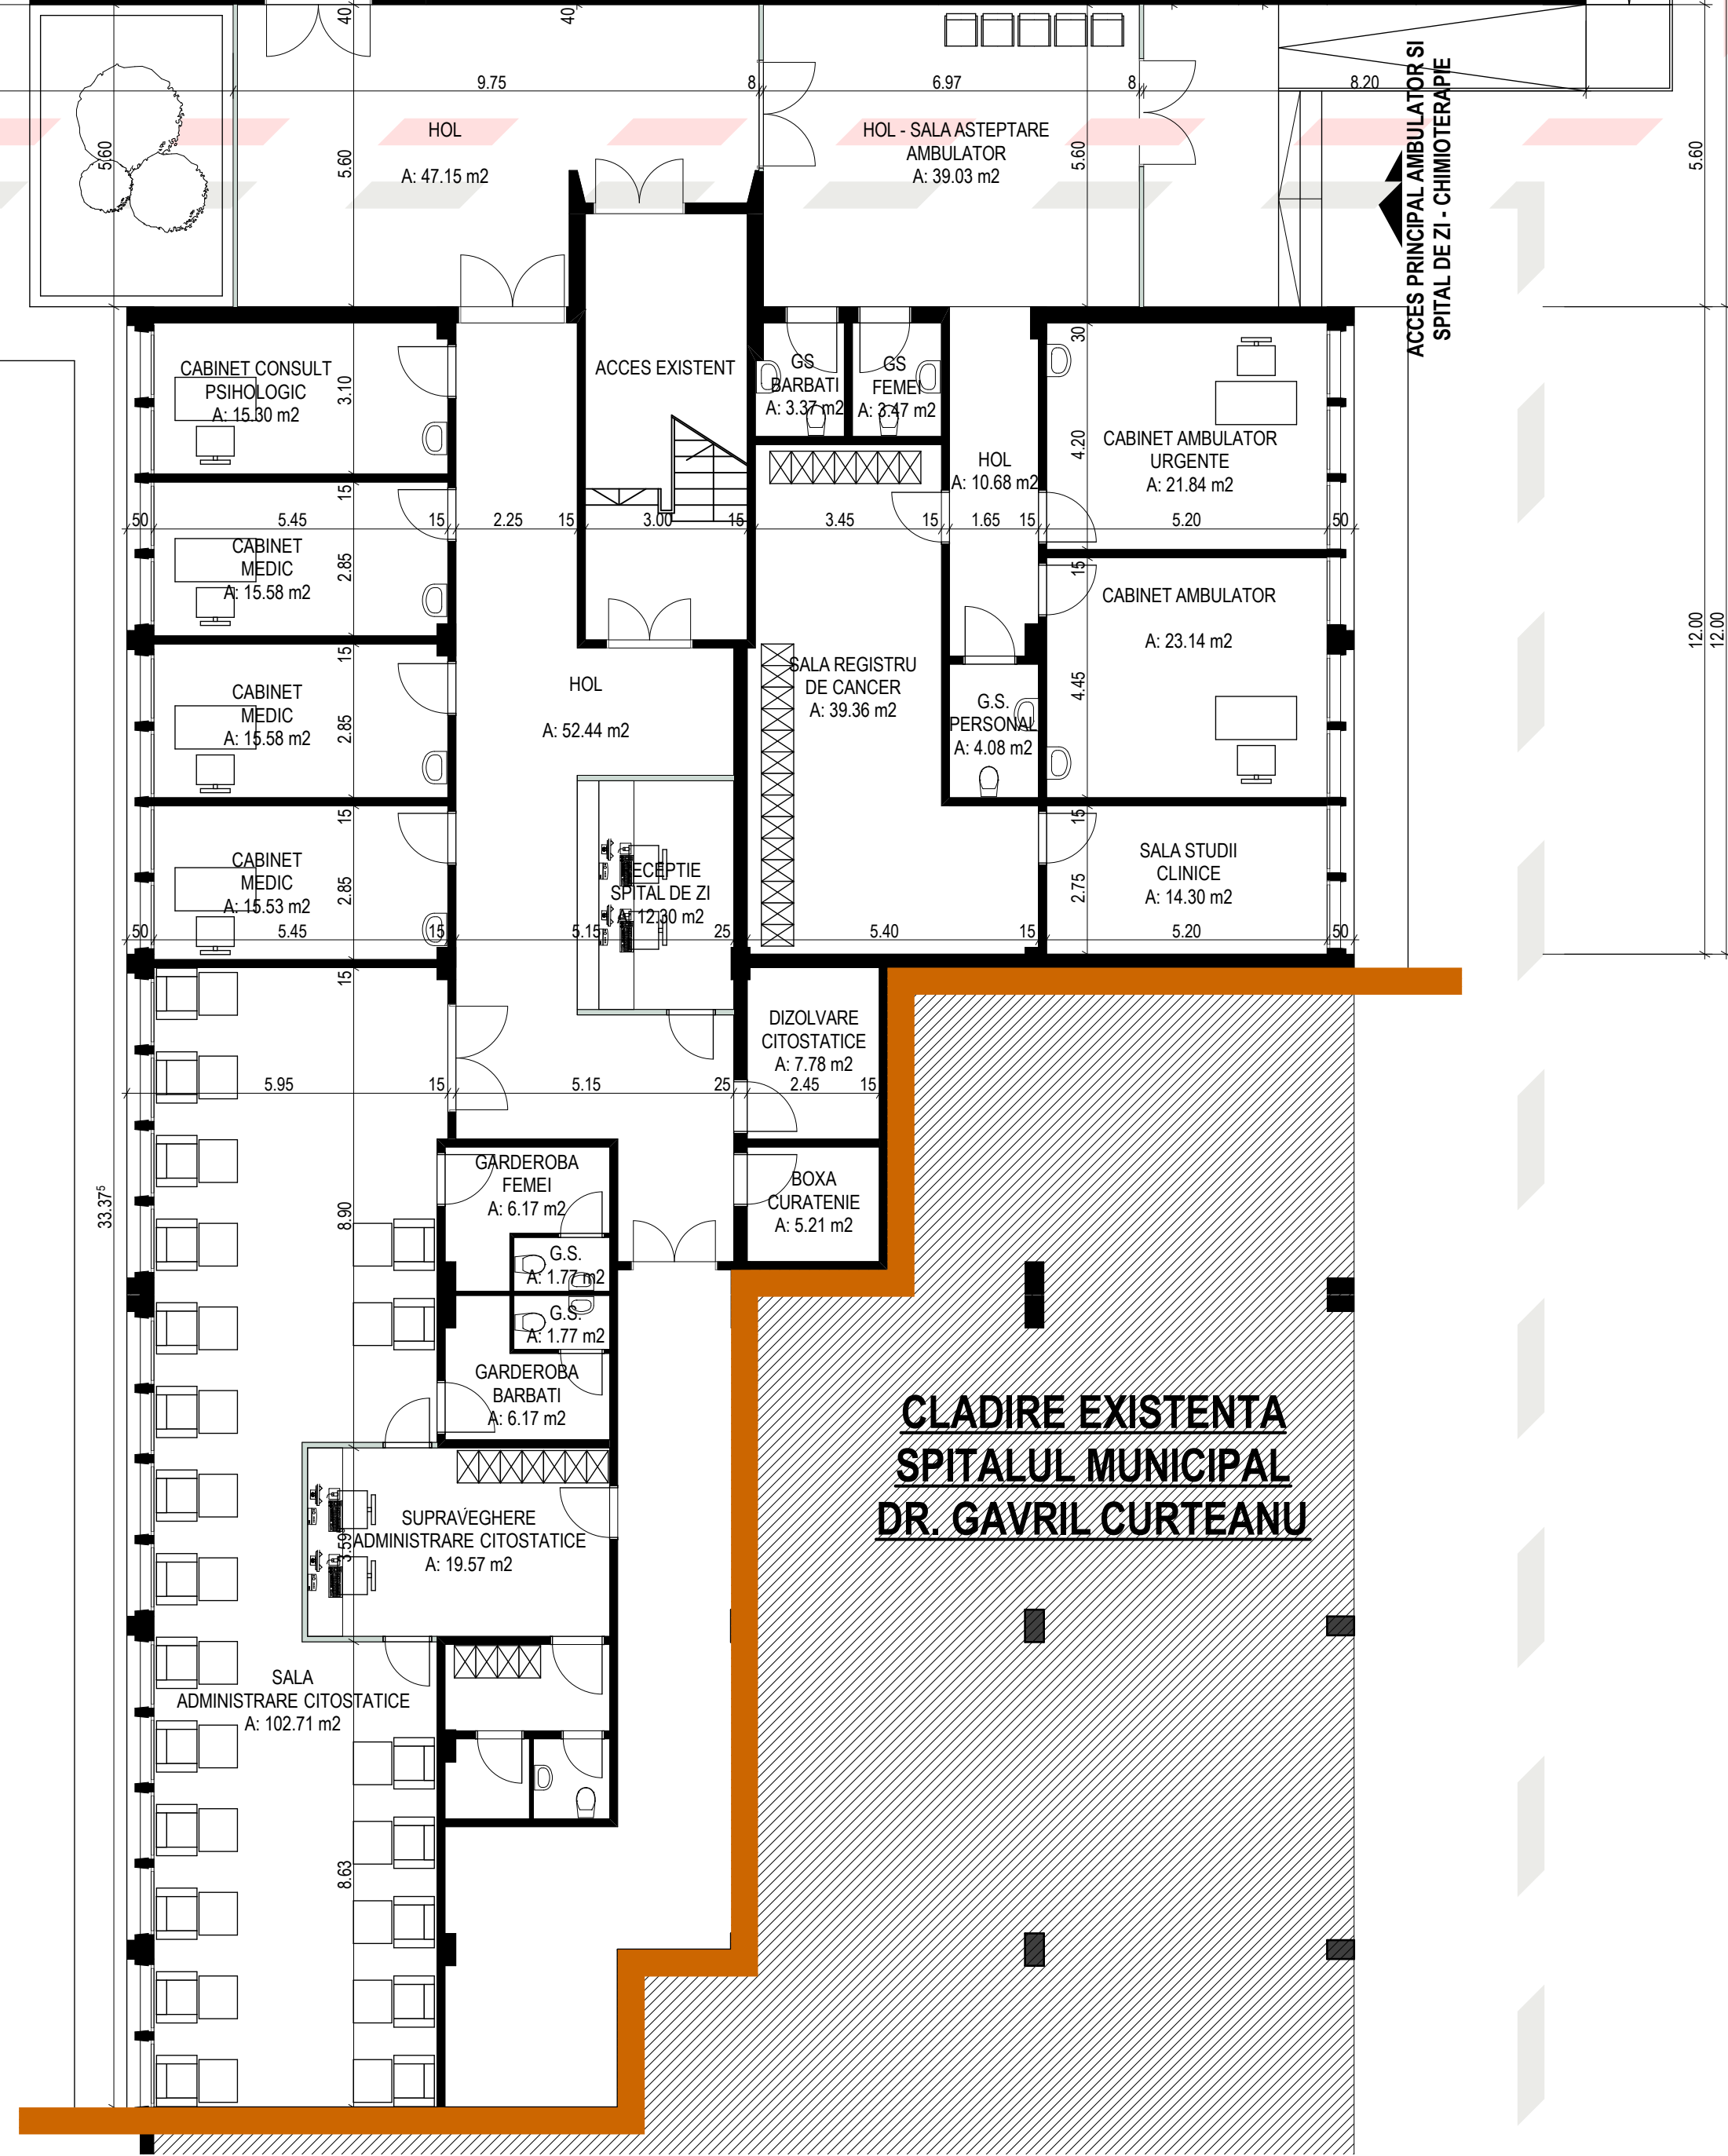 40
40
9.75
8
6.97
8
8.20
HOL
A: 47.15 m2
HOL - SALA ASTEPTARE
AMBULATOR
A: 39.03 m2
5.60
5.60
5.60
5.60
ACCES PRINCIPAL AMBULATOR SI
SPITAL DE ZI - CHIMIOTERAPIE
CABINET CONSULT
PSIHOLOGIC
A: 15.30 m2
3.10
ACCES EXISTENT
GS
BARBATI
A: 3.37 m2
GS
FEMEI
A: 3.47 m2
30
4.20
CABINET AMBULATOR
URGENTE
A: 21.84 m2
HOL
A: 10.68 m2
15
50
5.45
15
2.25
15
3.00
15
3.45
15
1.65
15
5.20
50
CABINET
MEDIC
A: 15.58 m2
2.85
15
CABINET AMBULATOR
A: 23.14 m2
12.00
12.00
15
CABINET
MEDIC
A: 15.58 m2
2.85
HOL
A: 52.44 m2
SALA REGISTRU
DE CANCER
A: 39.36 m2
G.S.
PERSONAL
A: 4.08 m2
4.45
15
15
CABINET
MEDIC
A: 15.53 m2
2.85
ECEPTIE
SPITAL DE ZI
A: 12.30 m2
SALA STUDII
CLINICE
A: 14.30 m2
2.75
50
5.45
15
5.15
25
5.40
15
5.20
50
15
DIZOLVARE
CITOSTATICE
A: 7.78 m2
5.95
15
5.15
25
2.45
15
33.37⁵
8.90
GARDEROBA
FEMEI
A: 6.17 m2
BOXA
CURATENIE
A: 5.21 m2
G.S.
A: 1.77 m2
G.S.
A: 1.77 m2
GARDEROBA
BARBATI
A: 6.17 m2
CLADIRE EXISTENTA
SPITALUL MUNICIPAL
DR. GAVRIL CURTEANU
SUPRAVEGHERE
ADMINISTRARE CITOSTATICE
A: 19.57 m2
SALA
ADMINISTRARE CITOSTATICE
A: 102.71 m2
8.63